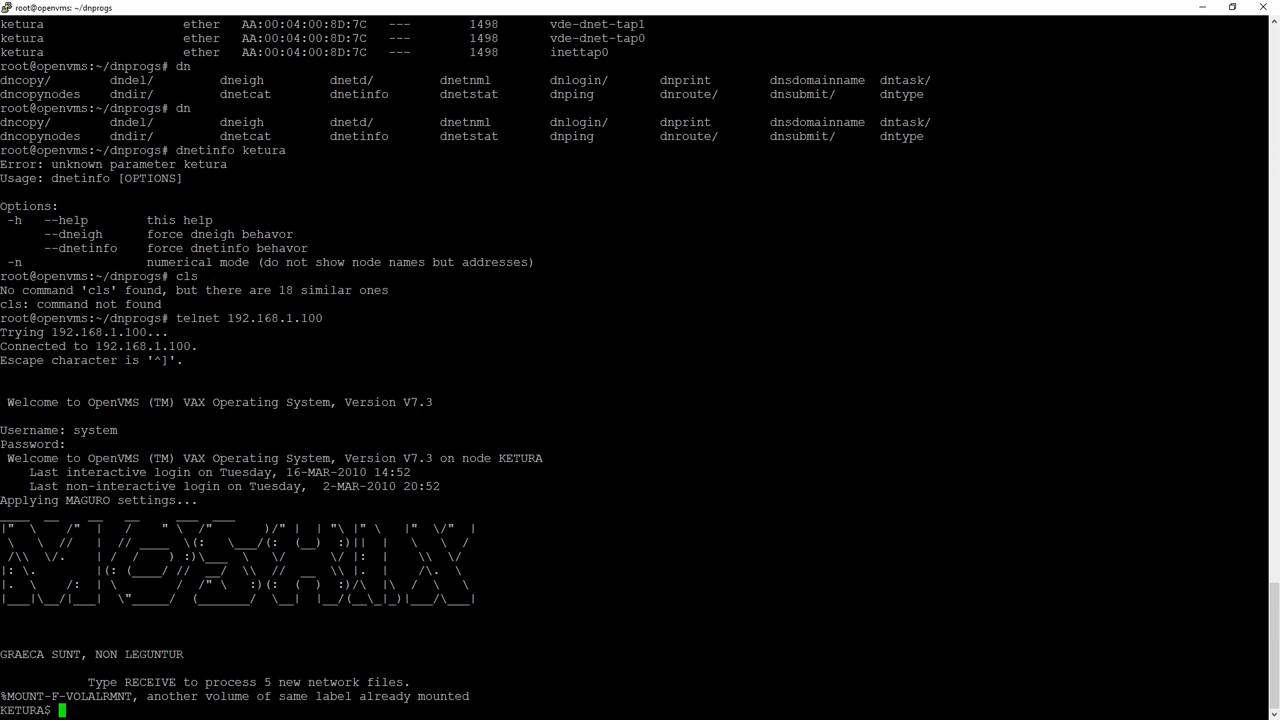 root@openvms: ~/dnprogs
ketura ether AA:00:04:00:8D:7C --- 1498 vde-dnet-tap1
ketura ether AA:00:04:00:8D:7C --- 1498 vde-dnet-tap0
ketura ether AA:00:04:00:8D:7C --- 1498 inettap0
root@openvms:~/dnprogs# dn
dncopy/ dndel/ dneigh dnetd/ dnetnml dnlogin/ dnprint dnsdomainname dntask/
dncopynodes dndir/ dnetcat dnetinfo dnetstat dnping dnroute/ dnsubmit/ dntype
root@openvms:~/dnprogs# dn
dncopy/ dndel/ dneigh dnetd/ dnetnml dnlogin/ dnprint dnsdomainname dntask/
dncopynodes dndir/ dnetcat dnetinfo dnetstat dnping dnroute/ dnsubmit/ dntype
root@openvms:~/dnprogs# dnetinfo ketura
Error: unknown parameter ketura
Usage: dnetinfo [OPTIONS]
Options:
-h --help this help
--dneigh force dneigh behavor
--dnetinfo force dnetinfo behavor
-n numerical mode (do not show node names but addresses)
root@openvms:~/dnprogs# cls
No command 'cls' found, but there are 18 similar ones
cls: command not found
root@openvms:~/dnprogs# telnet 192.168.1.100
Trying 192.168.1.100...
Connected to 192.168.1.100.
Escape character is '^]'.
Welcome to OpenVMS (TM) VAX Operating System, Version V7.3
Username: system
Password:
Welcome to OpenVMS (TM) VAX Operating System, Version V7.3 on node KETURA
Last interactive login on Tuesday, 16-MAR-2010 14:52
Last non-interactive login on Tuesday, 2-MAR-2010 20:52
Applying MAGURO settings...
GRAECA SUNT, NON LEGUNTUR
Type RECEIVE to process 5 new network files.
%MOUNT-F-VOLALRMNT, another volume of same label already mounted
KETURA$